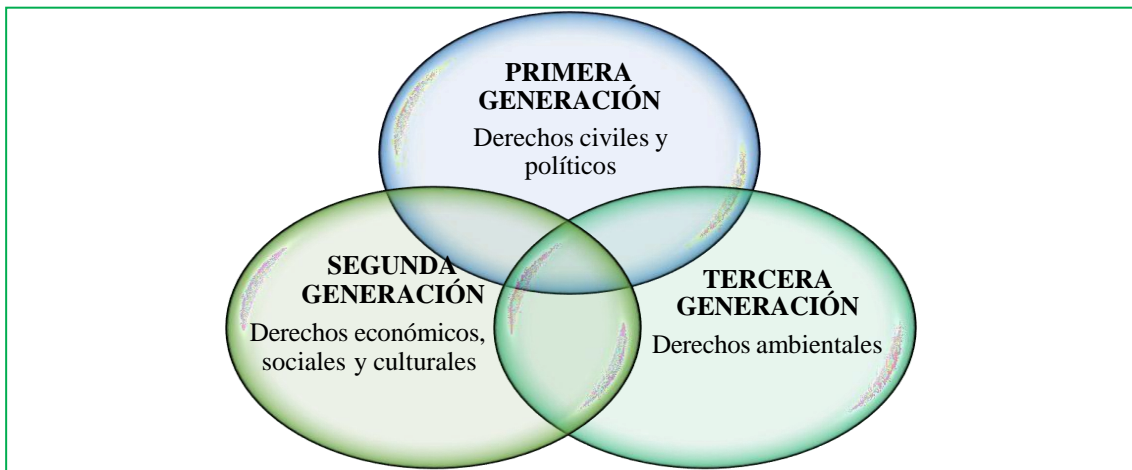 PRIMERA
GENERACIÓN
Derechos civiles y
políticos
SEGUNDA
GENERACIÓN
Derechos económicos,
sociales y culturales
TERCERA
GENERACIÓN
Derechos ambientales